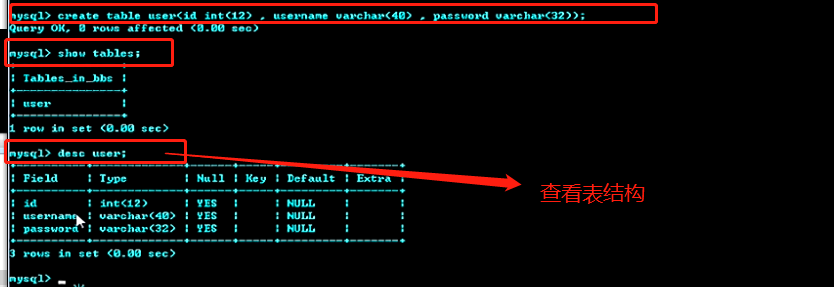 mysql> create table user(id int(12) , username varchar(40) , password varchar(32));
Query OK, 0 rows affected (0.00 sec)
mysql> show tables;
+---------------+
| Tables_in_bbs |
+---------------+
| user          |
+---------------+
1 row in set (0.00 sec)
mysql> desc user;
+----------+-------------+------+-----+---------+-------+
| Field    | Type        | Null | Key | Default | Extra |
+----------+-------------+------+-----+---------+-------+
| id       | int(12)     | YES  |     | NULL    |       |
| username | varchar(40) | YES  |     | NULL    |       |
| password | varchar(32) | YES  |     | NULL    |       |
+----------+-------------+------+-----+---------+-------+
查看表结构
3 rows in set (0.00 sec)
mysql> _